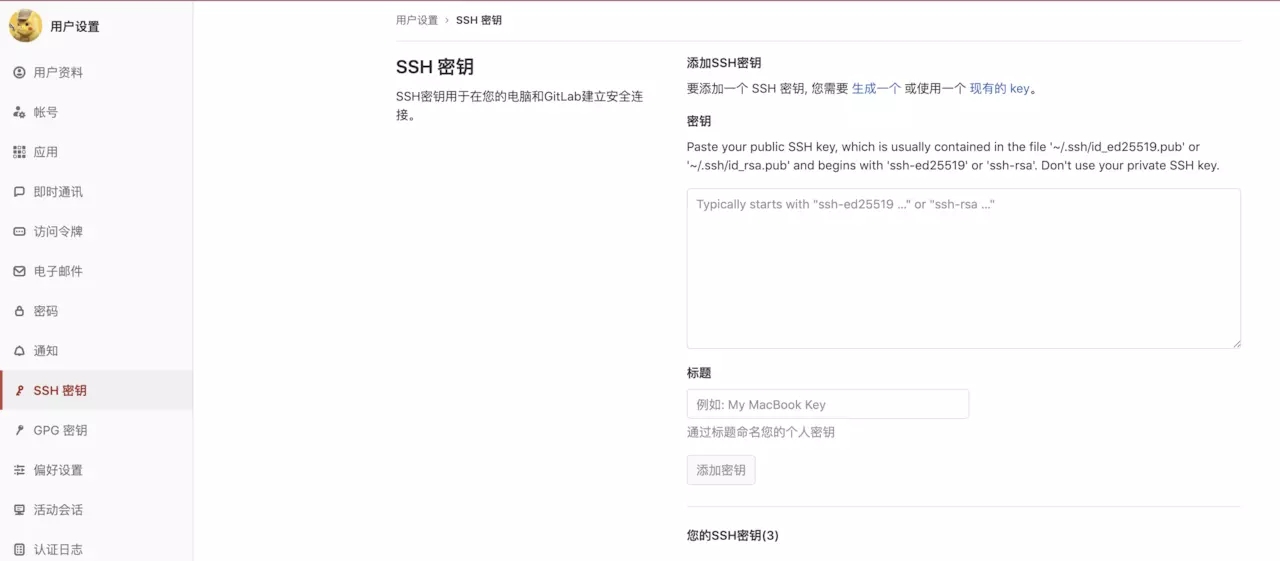 用户设置
用户资料
帐号
应用
即时通讯
访问令牌
电子邮件
密码
通知
SSH 密钥
GPG 密钥
偏好设置
活动会话
认证日志
用户设置 › SSH 密钥
SSH 密钥
SSH密钥用于在您的电脑和GitLab建立安全连
接。
添加SSH密钥
要添加一个 SSH 密钥, 您需要 生成一个 或使用一个 现有的 key。
密钥
Paste your public SSH key, which is usually contained in the file '~/.ssh/id_ed25519.pub' or
'~/.ssh/id_rsa.pub' and begins with 'ssh-ed25519' or 'ssh-rsa'. Don't use your private SSH key.
Typically starts with "ssh-ed25519 ..." or "ssh-rsa ..."
标题
例如: My MacBook Key
通过标题命名您的个人密钥
添加密钥
您的SSH密钥(3)